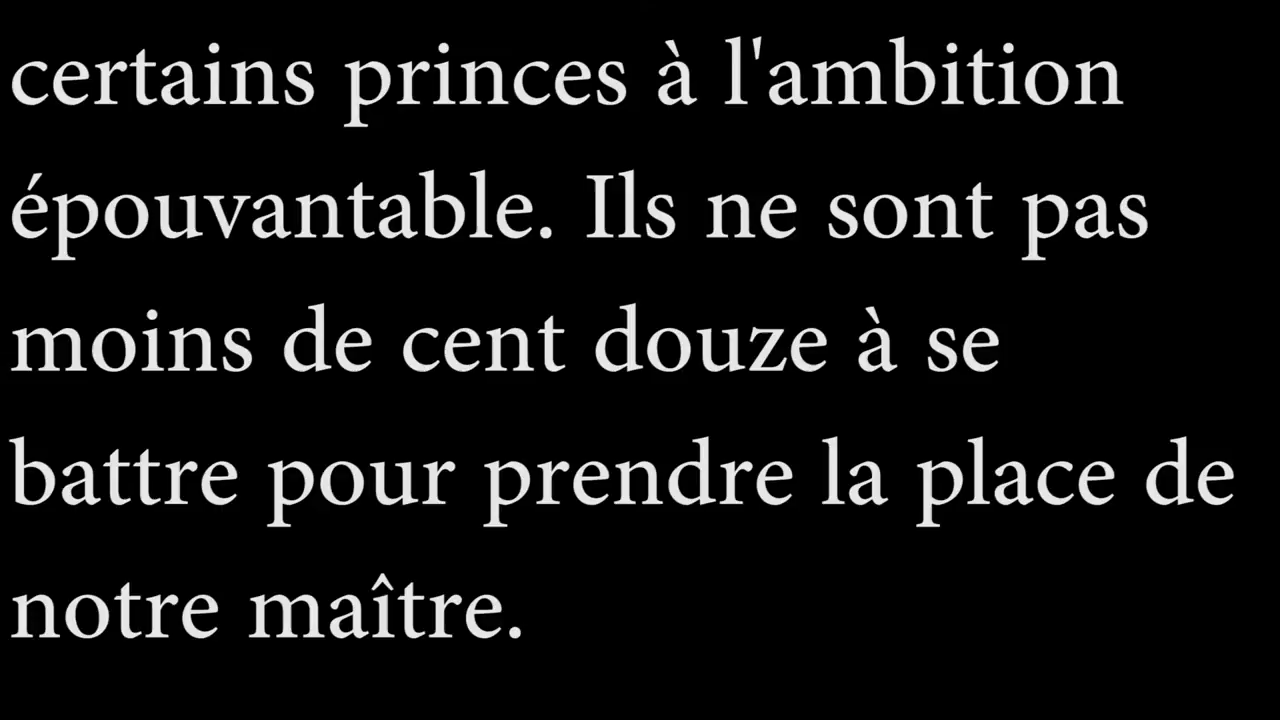 certains princes à l'ambition
épouvantable. Ils ne sont pas
moins de cent douze à se
battre pour prendre la place de
notre maître.